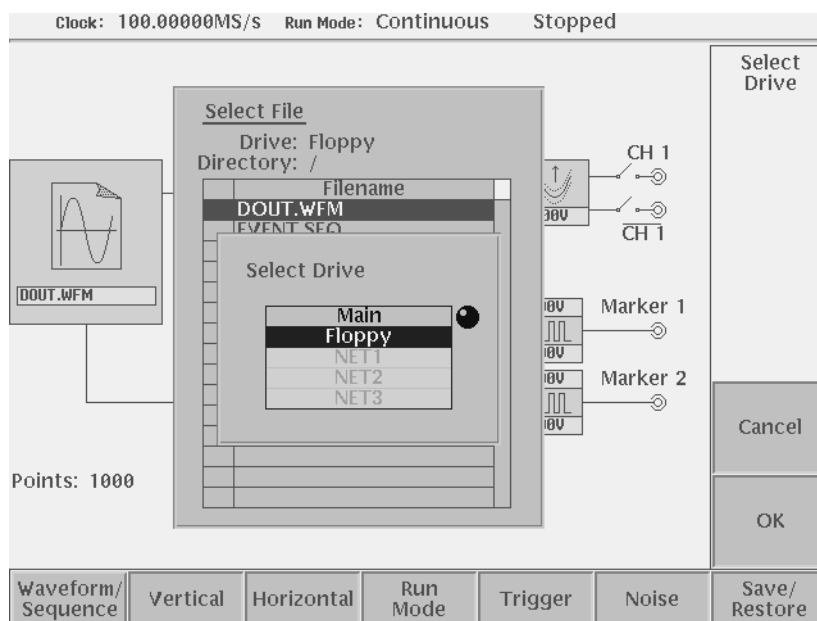 Clock: 100.00000MS/s Run Mode: Continuous Stopped
Select Drive
Select File
Drive: Floppy
Directory: /
Filename
DOUT.WFM
EVENT.SEQ
Select Drive
Main
Floppy
NET1
NET2
NET3
DOUT.WFM
CH 1
CH 1
Marker 1
Marker 2
Points: 1000
Cancel
OK
Waveform/
Sequence
Vertical
Horizontal
Run
Mode
Trigger
Noise
Save/
Restore